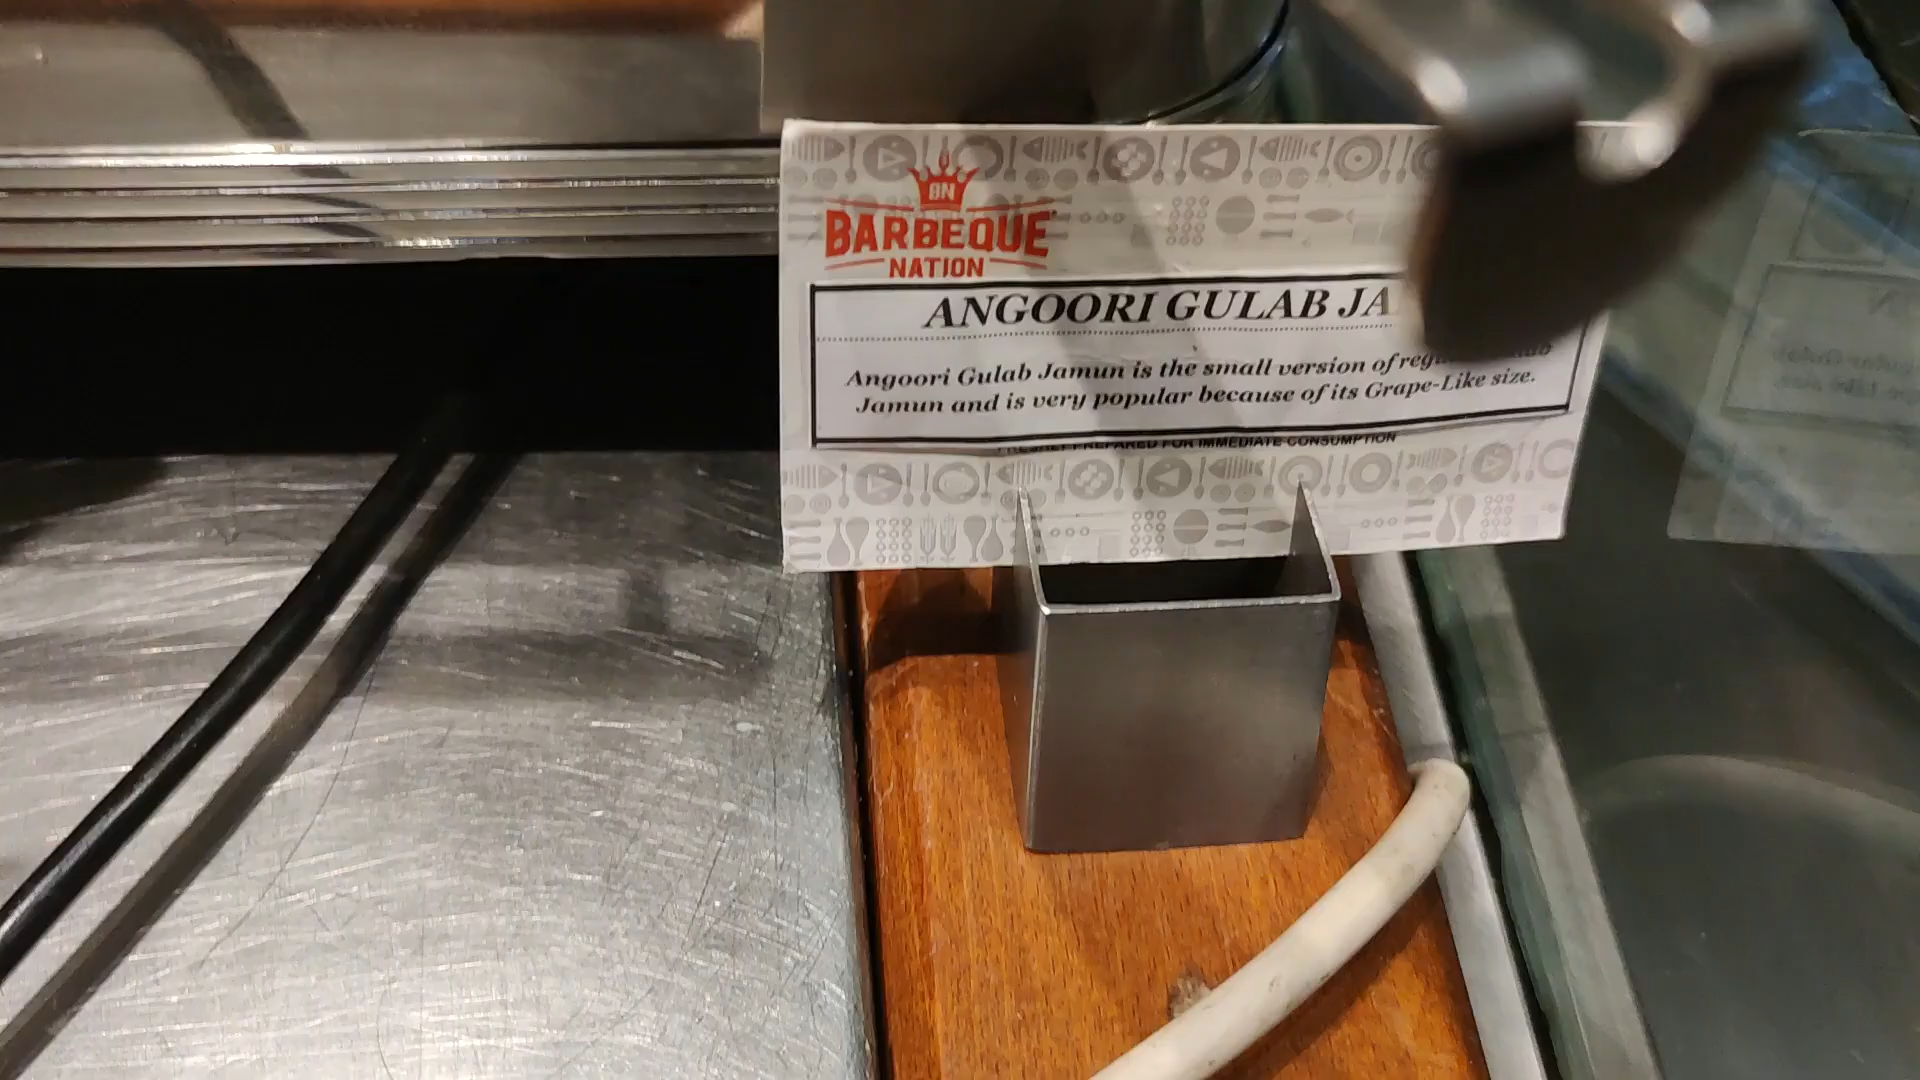 BN
BARBEQUE
NATION
ANGOORI GULAB JA
Angoori Gulab Jamun is the small version of
Jamun and is very popular because of its Grape-Like size.
FRESHLY PREPARED FOR IMMEDIATE CONSUMPTION